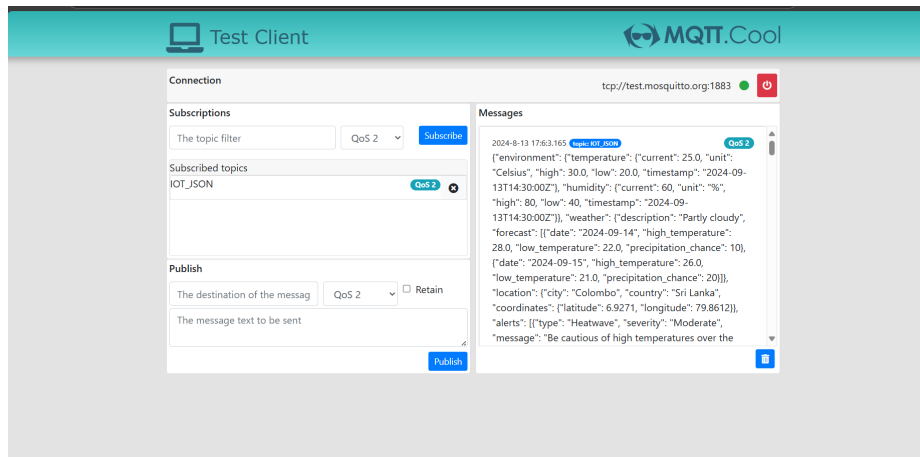 Test Client
MQTT.Cool
Connection
tcp://test.mosquitto.org:1883
Subscriptions
The topic filter
QoS 2
Subscribe
Subscribed topics
IOT_JSON
QoS 2
Publish
The destination of the messag
QoS 2
Retain
The message text to be sent
Publish
Messages
2024-8-13 17:6:3.165 topic: IOT_JSON QoS 2
{"environment": {"temperature": {"current": 25.0, "unit":
"Celsius", "high": 30.0, "low": 20.0, "timestamp": "2024-09-
13T14:30:00Z"}, "humidity": {"current": 60, "unit": "%",
"high": 80, "low": 40, "timestamp": "2024-09-
13T14:30:00Z"}}, "weather": {"description": "Partly cloudy",
"forecast": [{"date": "2024-09-14", "high_temperature":
28.0, "low_temperature": 22.0, "precipitation_chance": 10},
{"date": "2024-09-15", "high_temperature": 26.0,
"low_temperature": 21.0, "precipitation_chance": 20}]},
"location": {"city": "Colombo", "country": "Sri Lanka",
"coordinates": {"latitude": 6.9271, "longitude": 79.8612}},
"alerts": [{"type": "Heatwave", "severity": "Moderate",
"message": "Be cautious of high temperatures over the